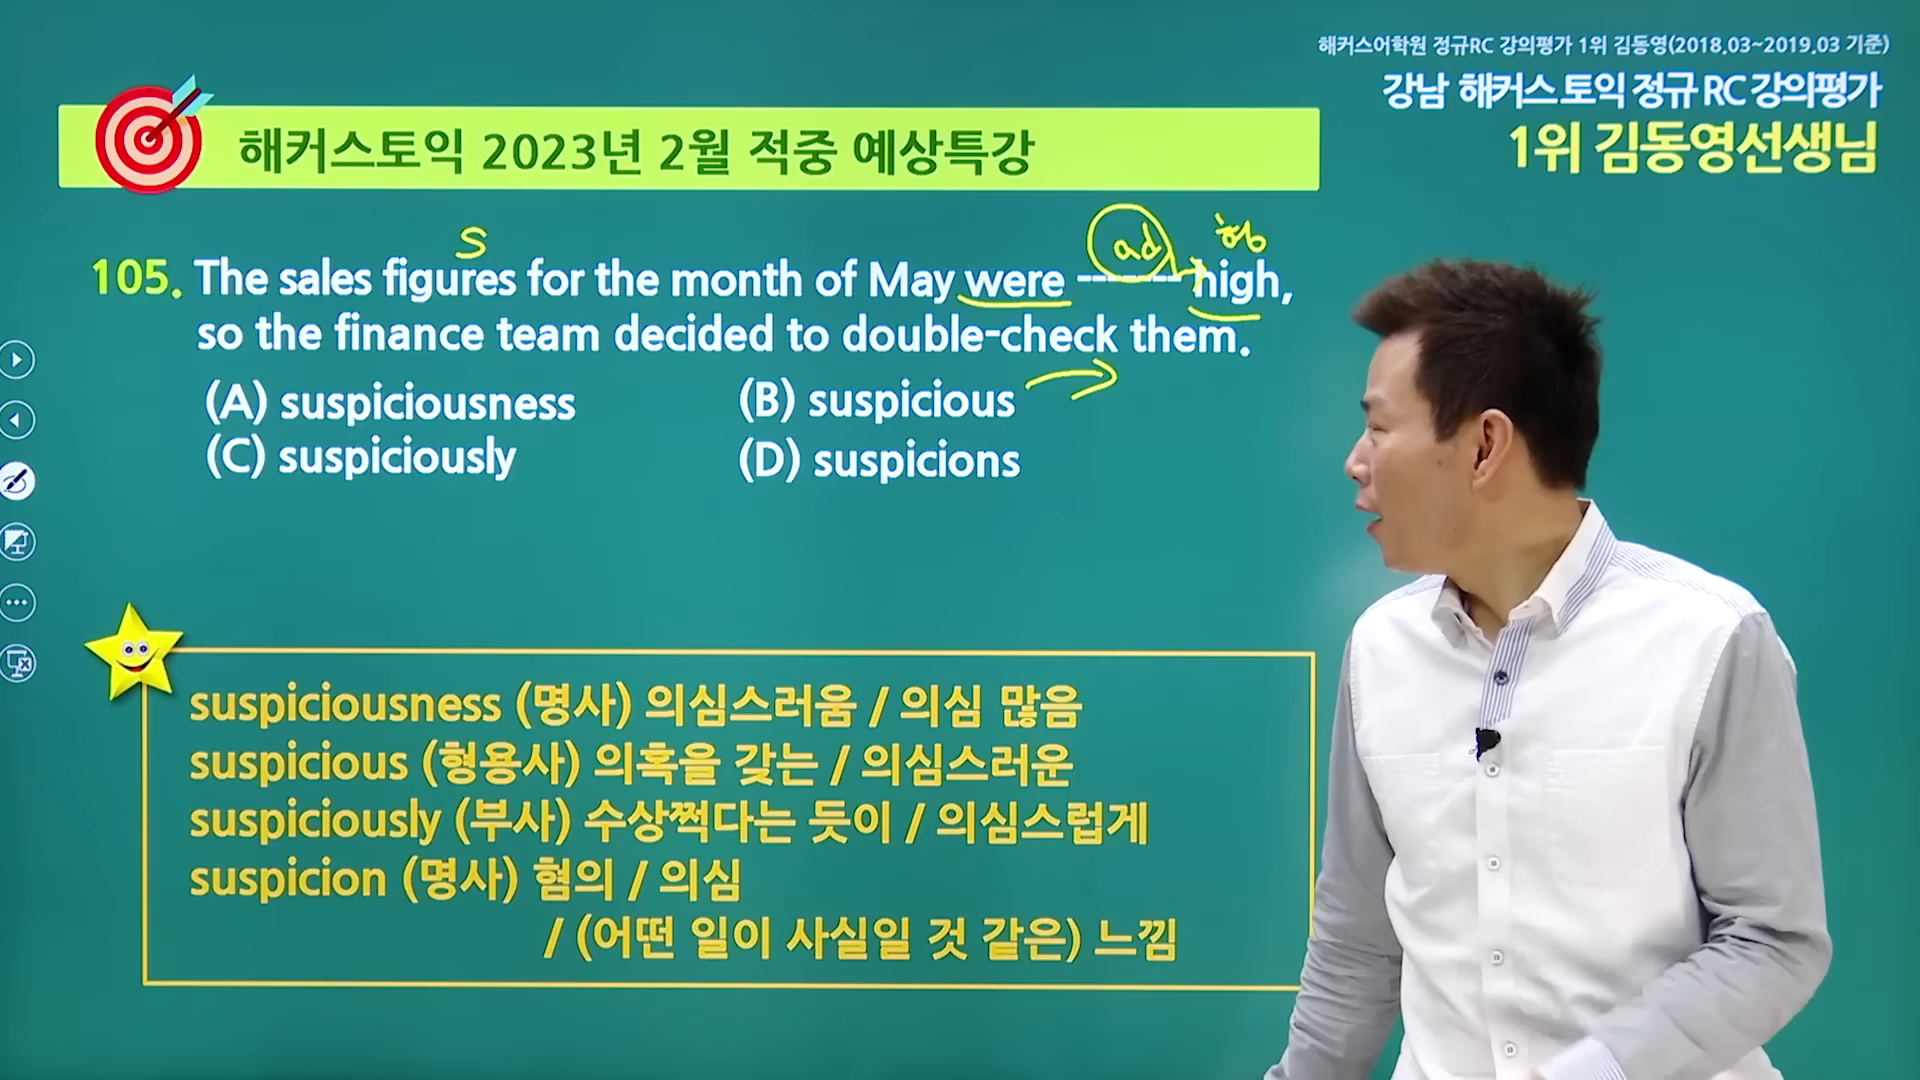 해커스어학원 정규RC 강의평가 1위 김동영(2018.03~2019.03 기준)
강남 해커스 토익 정규 RC 강의평가
1위 김동영선생님
해커스토익 2023년 2월 적중 예상특강
S
ad
형
105. The sales figures for the month of May were ------- high,
so the finance team decided to double-check them.
(A) suspiciousness (B) suspicious
(C) suspiciously (D) suspicions
suspiciousness (명사) 의심스러움 / 의심 많음
suspicious (형용사) 의혹을 갖는 / 의심스러운
suspiciously (부사) 수상쩍다는 듯이 / 의심스럽게
suspicion (명사) 혐의 / 의심
/ (어떤 일이 사실일 것 같은) 느낌